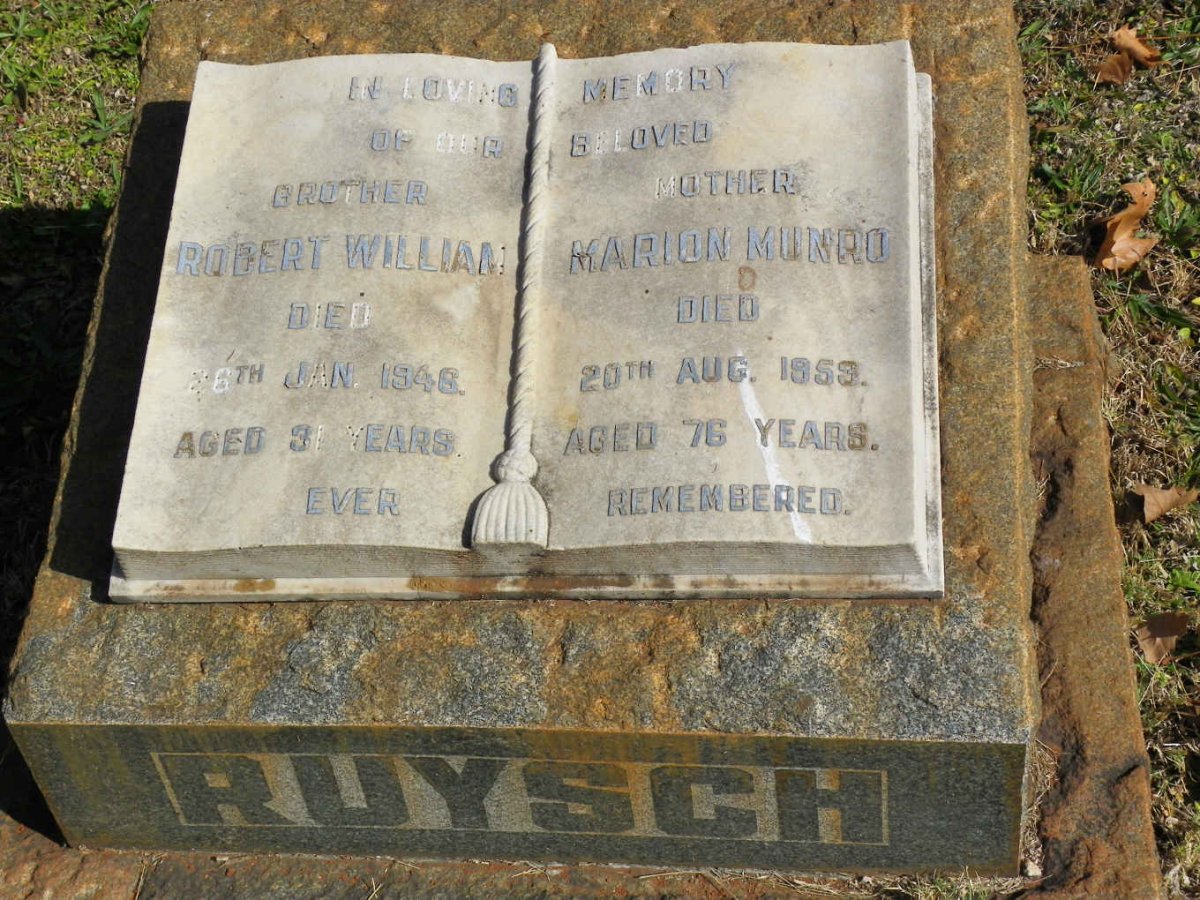 IN LOVING MEMORY
OF OUR BELOVED
BROTHER MOTHER
ROBERT WILLIAM MARION MUNRO
DIED DIED
26TH JAN. 1946. 20TH AUG. 1953.
AGED 31 YEARS. AGED 76 YEARS.
EVER REMEMBERED.
RUYSCH